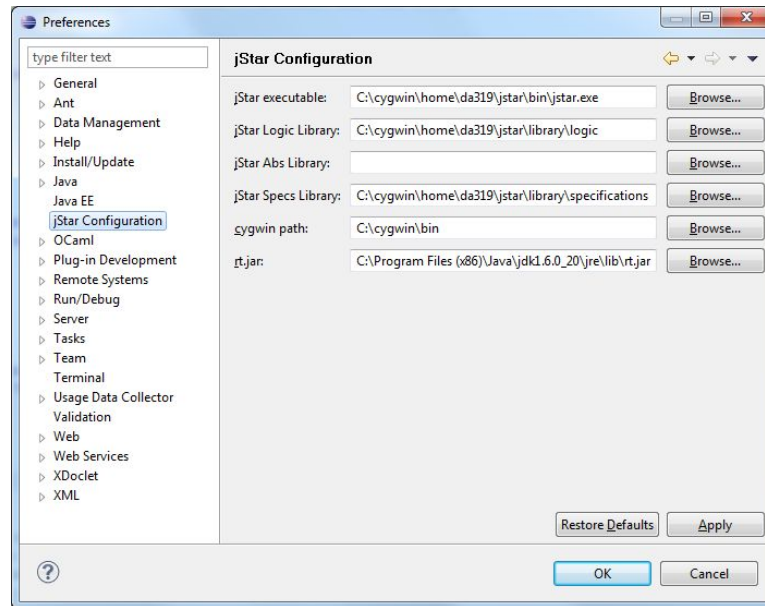 Preferences
type filter text
General
Ant
Data Management
Help
Install/Update
Java
Java EE
jStar Configuration
OCaml
Plug-in Development
Remote Systems
Run/Debug
Server
Tasks
Team
Terminal
Usage Data Collector
Validation
Web
Web Services
XDoclet
XML
jStar Configuration
jStar executable: C:\cygwin\home\da319\jstar\bin\jstar.exe Browse...
jStar Logic Library: C:\cygwin\home\da319\jstar\library\logic Browse...
jStar Abs Library: Browse...
jStar Specs Library: C:\cygwin\home\da319\jstar\library\specifications Browse...
cygwin path: C:\cygwin\bin Browse...
rt.jar: C:\Program Files (x86)\Java\jdk1.6.0_20\jre\lib\rt.jar Browse...
Restore Defaults Apply
? OK Cancel